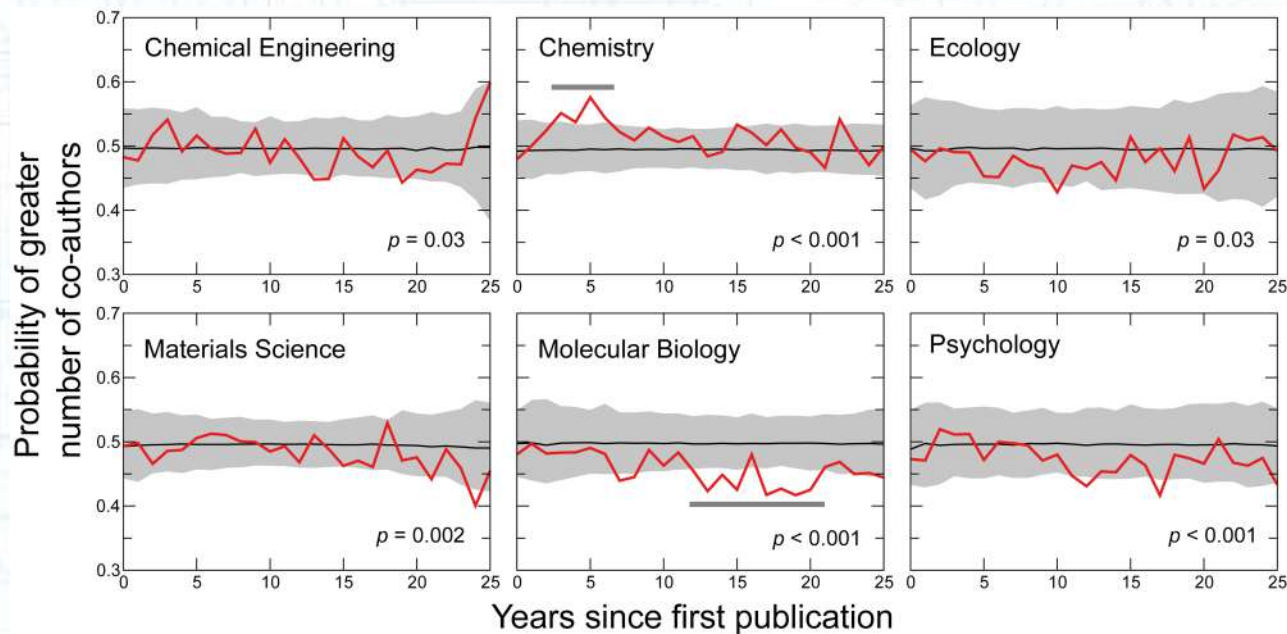 Probability of greater
number of co-authors
0.7
0.6
0.5
0.4
0.3
Chemical Engineering
p = 0.03
0 5 10 15 20 25
Chemistry
p < 0.001
0 5 10 15 20 25
Ecology
p = 0.03
0 5 10 15 20 25
0.7
0.6
0.5
0.4
0.3
Materials Science
p = 0.002
0 5 10 15 20 25
Molecular Biology
p < 0.001
0 5 10 15 20 25
Psychology
p < 0.001
0 5 10 15 20 25
Years since first publication